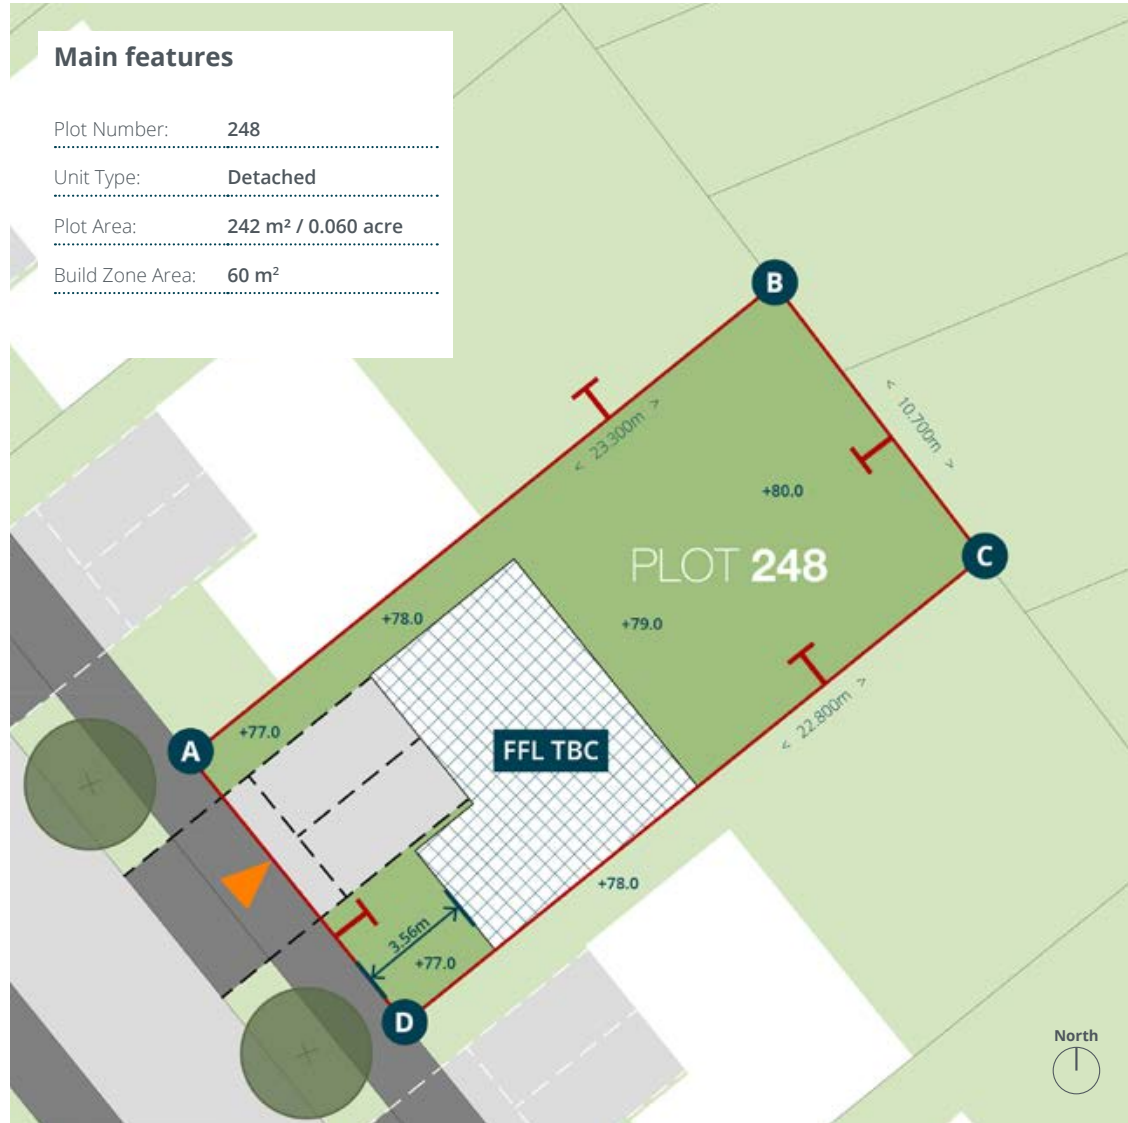 Main features
Plot Number: 248
Unit Type: Detached
Plot Area: 242 m² / 0.060 acre
Build Zone Area: 60 m²
B
< 10.700m >
< 23.300m >
+80.0
PLOT 248
C
+78.0
+79.0
< 22.800m >
+77.0
A
FFL TBC
+78.0
3.56m
+77.0
D
North